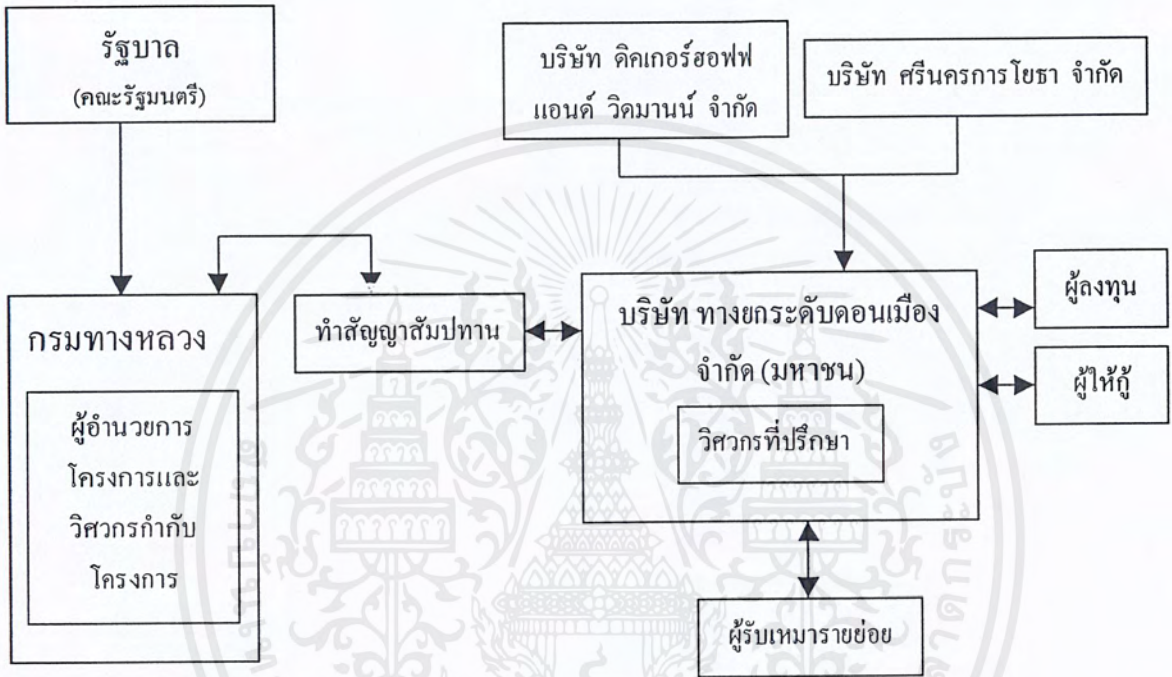 รัฐบาล
(คณะรัฐมนตรี)
บริษัท ดิคเกอร์ฮอฟฟ
แอนด์ วิดมานน์ จำกัด
บริษัท ศรีนครการโยธา จำกัด
กรมทางหลวง
ผู้อำนวยการ
โครงการและ
วิศวกรกำกับ
โครงการ
ทำสัญญาสัมปทาน
บริษัท ทางยกระดับดอนเมือง
จำกัด (มหาชน)
วิศวกรที่ปรึกษา
ผู้ลงทุน
ผู้ให้กู้
ผู้รับเหมารายย่อย